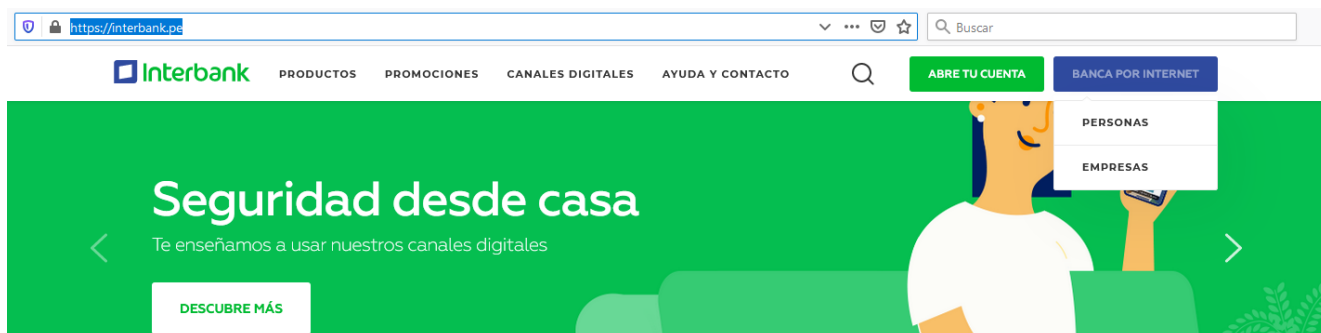 https://interbank.pe
Buscar
Interbank PRODUCTOS PROMOCIONES CANALES DIGITALES AYUDA Y CONTACTO ABRE TU CUENTA BANCA POR INTERNET
PERSONAS
EMPRESAS
Seguridad desde casa
Te enseñamos a usar nuestros canales digitales
DESCUBRE MÁS